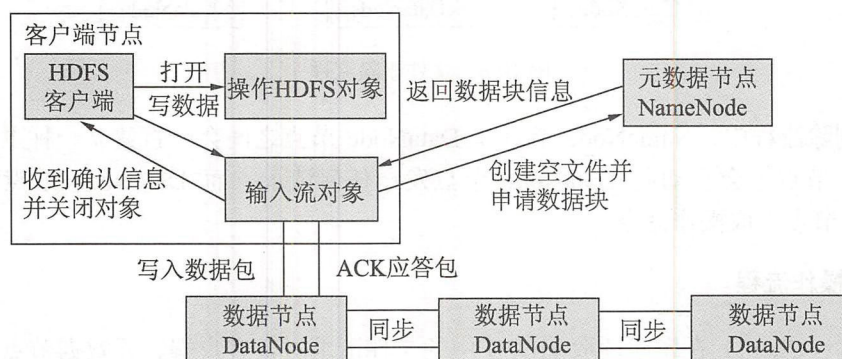 客户端节点
HDFS
客户端
打开
写数据
操作HDFS对象
返回数据块信息
元数据节点
NameNode
收到确认信息
并关闭对象
输入流对象
创建空文件并
申请数据块
写入数据包
ACK应答包
数据节点
DataNode
同步
数据节点
DataNode
同步
数据节点
DataNode